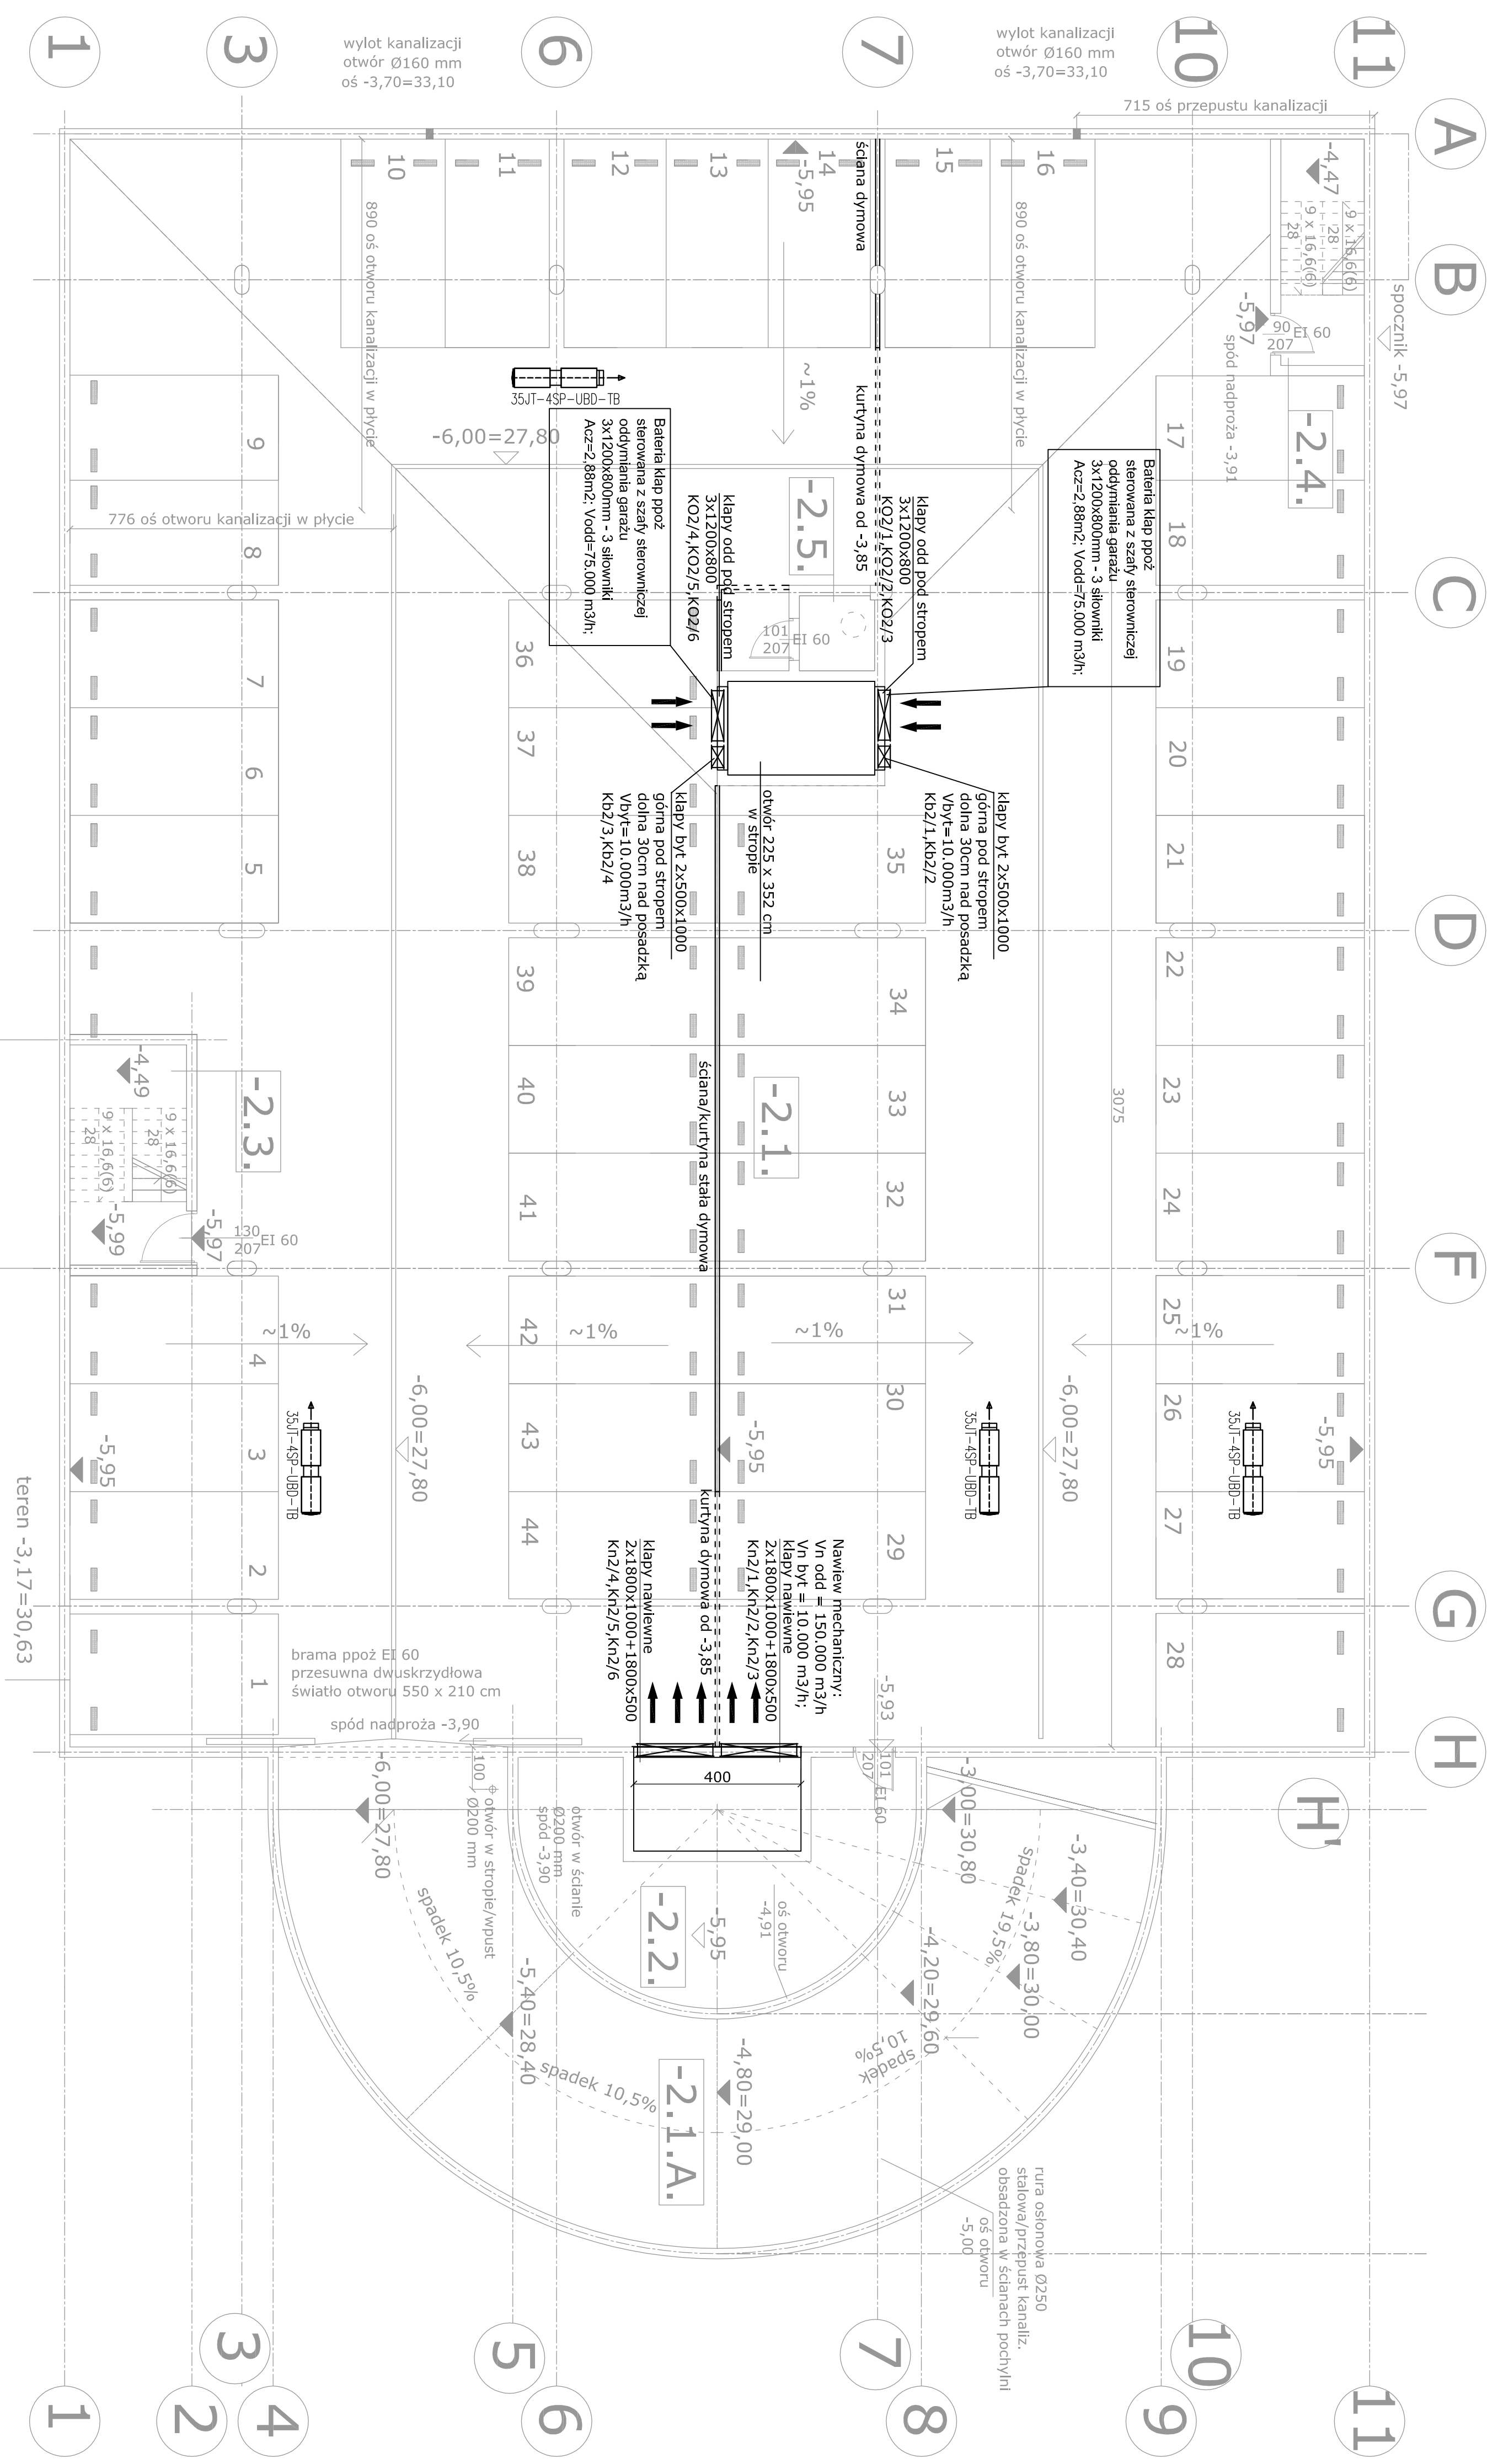 1
3
6
7
10
11
wylot kanalizacji
otwór Ø160 mm
oś -3,70=33,10
wylot kanalizacji
otwór Ø160 mm
oś -3,70=33,10
715 oś przepustu kanalizacji
A
B
C
D
F
G
H
H'
10
11
12
13
14
15
16
-5,95
ściana dymowa
-4,47
9 x 16,6(6)
28
9 x 16,6(6)
28
spocznik -5,97
-5,97
90
207
EI 60
spód nadproża -3,91
-2.4.
890 oś otworu kanalizacji w płycie
890 oś otworu kanalizacji w płycie
~1%
kurtyna dymowa od -3,85
35JT-4SP-UBD-TB
-6,00=27,80
776 oś otworu kanalizacji w płycie
Bateria klap ppoż
sterowana z szafy sterowniczej
oddymiania garażu
3x1200x800mm - 3 siłowniki
Acz=2,88m2; Vodd=75.000 m3/h;
Bateria klap ppoż
sterowana z szafy sterowniczej
oddymiania garażu
3x1200x800mm - 3 siłowniki
Acz=2,88m2; Vodd=75.000 m3/h;
-2.5.
klapy odd pod stropem
3x1200x800
KO2/4,KO2/5,KO2/6
klapy odd pod stropem
3x1200x800
KO2/1,KO2/2,KO2/3
101
207
EI 60
9
8
7
6
5
36
37
38
35
17
18
19
20
21
klapy byt 2x500x1000
górna pod stropem
dolna 30cm nad posadzką
Vbyt=10.000m3/h
Kb2/3,Kb2/4
otwór 225 x 352 cm
w stropie
klapy byt 2x500x1000
górna pod stropem
dolna 30cm nad posadzką
Vbyt=10.000m3/h
Kb2/1,Kb2/2
39
40
41
42
43
44
34
33
32
31
30
29
22
23
24
25
26
27
28
ściana/kurtyna stała dymowa
-2.1.
3075
-2.3.
-4,49
9 x 16,6(6)
28
9 x 16,6(6)
28
-5,99
-5,97
130
207
EI 60
~1%
~1%
~1%
~1%
4
3
2
1
35JT-4SP-UBD-TB
35JT-4SP-UBD-TB
35JT-4SP-UBD-TB
-6,00=27,80
-6,00=27,80
-5,95
-5,95
-5,95
teren -3,17=30,63
kurtyna dymowa od -3,85
Nawiew mechaniczny:
Vn odd = 150.000 m3/h
Vn byt = 10.000 m3/h;
klapy nawiewne
2x1800x1000+1800x500
Kn2/1,Kn2/2,Kn2/3
klapy nawiewne
2x1800x1000+1800x500
Kn2/4,Kn2/5,Kn2/6
brama ppoż EI 60
przesuwna dwuskrzydłowa
światło otworu 550 x 210 cm
spód nadproża -3,90
-5,93
101
207
EI 60
400
100
otwór w stropie/wpust
Ø200 mm
otwór w ścianie
Ø200 mm
spód -3,90
-6,00=27,80
-3,00=30,80
-3,40=30,40
-3,80=30,00
-4,20=29,60
-4,80=29,00
-5,40=28,40
spadek 19,5%
spadek 10,5%
spadek 10,5%
spadek
10,5%
-2.2.
-5,95
oś otworu
-4,91
-2.1.A.
rura osłonowa Ø250
stalowa/przepust kanaliz.
obsadzona w ścianach pochylni
oś otworu
-5,00
3
5
7
10
1
2
4
6
8
9
11